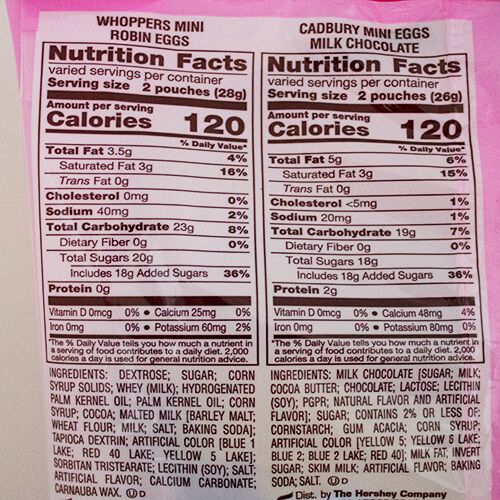 WHOPPERS MINI
ROBIN EGGS
Nutrition Facts
varied servings per container
Serving size 2 pouches (28g)
Amount per serving
Calories 120
% Daily Value*
Total Fat 3.5g 4%
Saturated Fat 3g 16%
Trans Fat 0g
Cholesterol 0mg 0%
Sodium 40mg 2%
Total Carbohydrate 23g 8%
Dietary Fiber 0g 0%
Total Sugars 20g
Includes 18g Added Sugars 36%
Protein 0g
Vitamin D 0mcg 0% • Calcium 25mg 0%
Iron 0mg 0% • Potassium 60mg 2%
*The % Daily Value tells you how much a nutrient in
a serving of food contributes to a daily diet. 2,000
calories a day is used for general nutrition advice.
INGREDIENTS: DEXTROSE; SUGAR; CORN
SYRUP SOLIDS; WHEY (MILK); HYDROGENATED
PALM KERNEL OIL; PALM KERNEL OIL; CORN
SYRUP; COCOA; MALTED MILK [BARLEY MALT;
WHEAT FLOUR; MILK; SALT; BAKING SODA];
TAPIOCA DEXTRIN; ARTIFICIAL COLOR [BLUE 1
LAKE; RED 40 LAKE; YELLOW 5 LAKE];
SORBITAN TRISTEARATE; LECITHIN (SOY); SALT;
ARTIFICIAL FLAVOR; CALCIUM CARBONATE;
CARNAUBA WAX. Ⓤ D
CADBURY MINI EGGS
MILK CHOCOLATE
Nutrition Facts
varied servings per container
Serving size 2 pouches (26g)
Amount per serving
Calories 120
% Daily Value*
Total Fat 5g 6%
Saturated Fat 3g 15%
Trans Fat 0g
Cholesterol <5mg 1%
Sodium 20mg 1%
Total Carbohydrate 19g 7%
Dietary Fiber 0g 0%
Total Sugars 18g
Includes 18g Added Sugars 36%
Protein 2g
Vitamin D 0mcg 0% • Calcium 48mg 4%
Iron 0mg 0% • Potassium 80mg 0%
*The % Daily Value tells you how much a nutrient in
a serving of food contributes to a daily diet. 2,000
calories a day is used for general nutrition advice.
INGREDIENTS: MILK CHOCOLATE [SUGAR; MILK;
COCOA BUTTER; CHOCOLATE; LACTOSE; LECITHIN
(SOY); PGPR; NATURAL FLAVOR AND ARTIFICIAL
FLAVOR]; SUGAR; CONTAINS 2% OR LESS OF:
CORNSTARCH; GUM ACACIA; CORN SYRUP;
ARTIFICIAL COLOR [YELLOW 5; YELLOW 6 LAKE;
BLUE 2; BLUE 2 LAKE; RED 40]; MILK FAT; INVERT
SUGAR; SKIM MILK; ARTIFICIAL FLAVOR; BAKING
SODA; SALT. Ⓤ D
Dist. by The Hershey Company